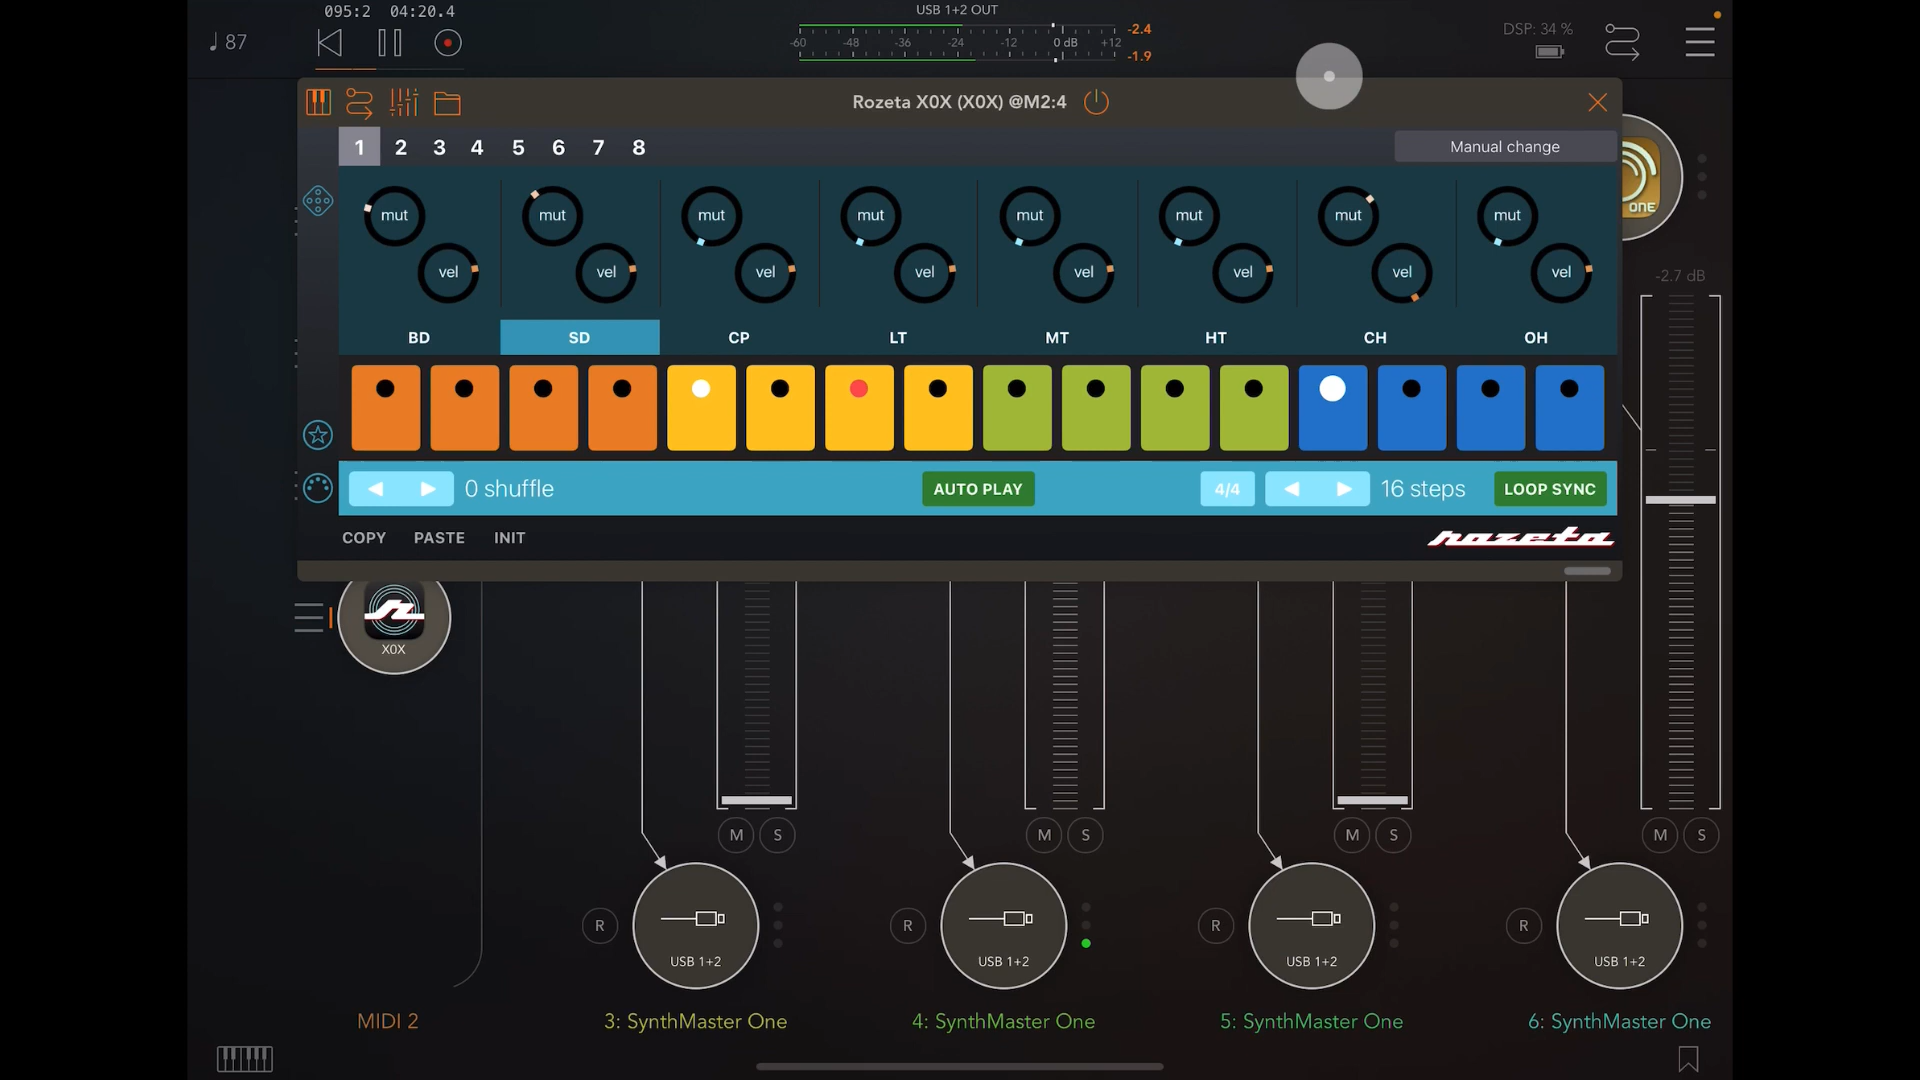 095:2 04:20.4
USB 1+2 OUT
♩ 87
-60 -48 -36 -24 -12 0 dB +12
-2.4
-1.9
DSP: 34 %
Rozeta X0X (X0X) @M2:4
1 2 3 4 5 6 7 8
Manual change
mut mut mut mut mut mut mut mut
vel vel vel vel vel vel vel vel
ONE
-2.7 dB
BD SD CP LT MT HT CH OH
0 shuffle
AUTO PLAY
4/4
16 steps
LOOP SYNC
COPY PASTE INIT
rozeta
X0X
M S M S M S M S
R R R R
USB 1+2 USB 1+2 USB 1+2 USB 1+2
MIDI 2
3: SynthMaster One
4: SynthMaster One
5: SynthMaster One
6: SynthMaster One